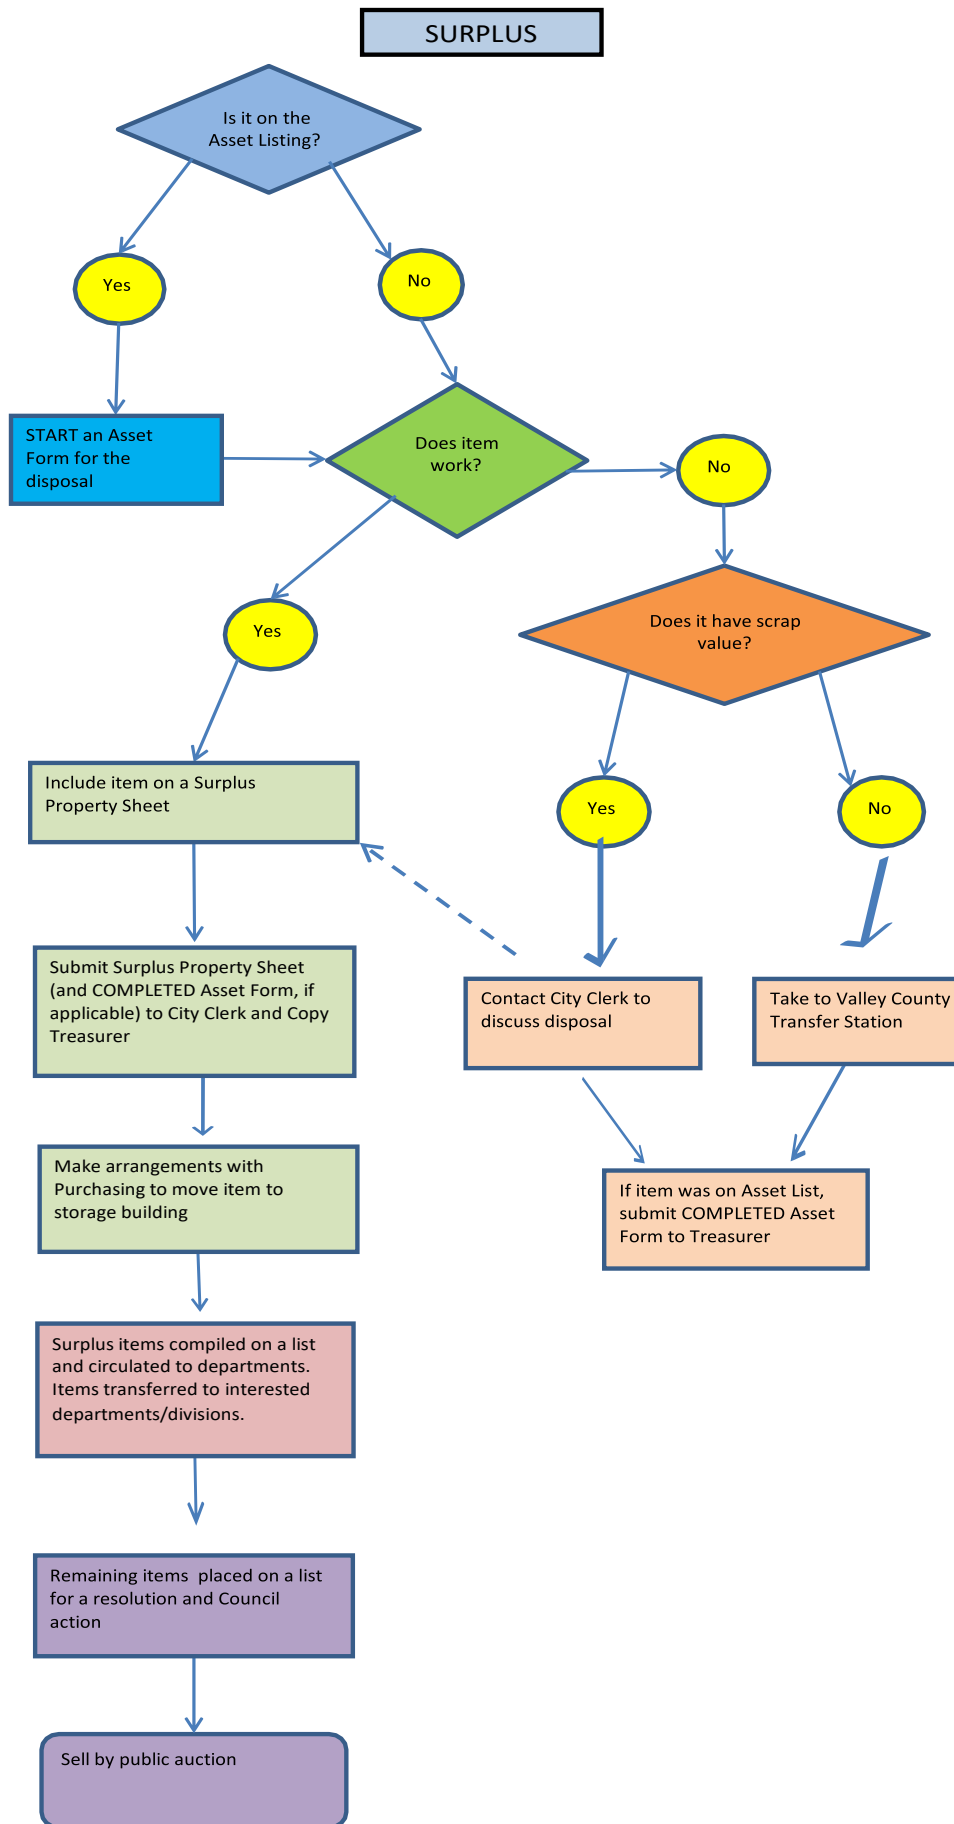 SURPLUS
Is it on the
Asset Listing?
Yes
No
START an Asset
Form for the
disposal
Does item
work?
No
Yes
Does it have scrap
value?
Include item on a Surplus
Property Sheet
Yes
No
Submit Surplus Property Sheet
(and COMPLETED Asset Form, if
applicable) to City Clerk and Copy
Treasurer
Contact City Clerk to
discuss disposal
Take to Valley County
Transfer Station
Make arrangements with
Purchasing to move item to
storage building
If item was on Asset List,
submit COMPLETED Asset
Form to Treasurer
Surplus items compiled on a list
and circulated to departments.
Items transferred to interested
departments/divisions.
Remaining items  placed on a list
for a resolution and Council
action
Sell by public auction